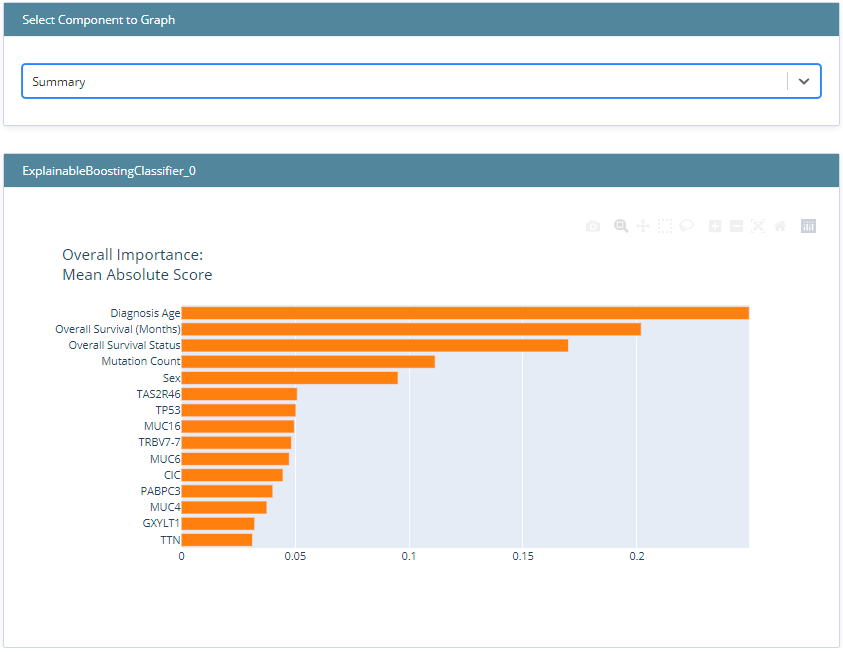 Select Component to Graph
Summary
ExplainableBoostingClassifier_0
Overall Importance:
Mean Absolute Score
Diagnosis Age
Overall Survival (Months)
Overall Survival Status
Mutation Count
Sex
TAS2R46
TP53
MUC16
TRBV7-7
MUC6
CIC
PABPC3
MUC4
GXYLT1
TTN
0 0.05 0.1 0.15 0.2